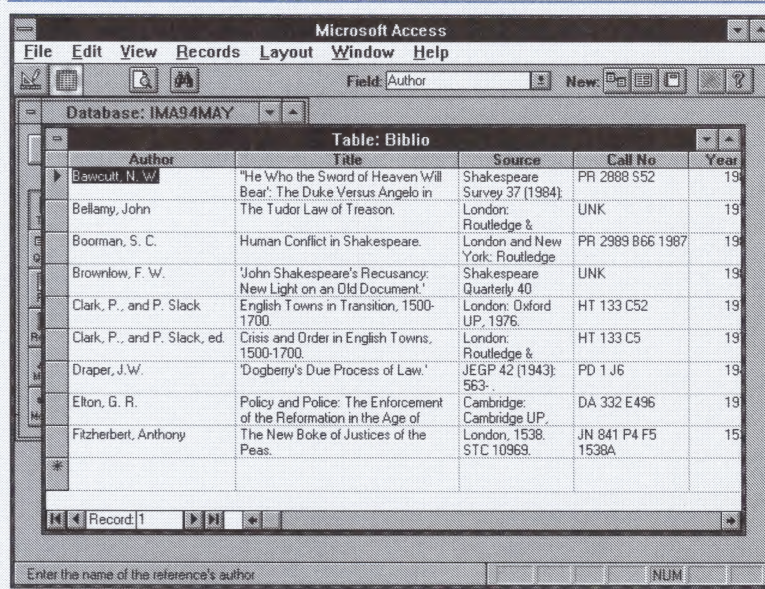 Microsoft Access
File Edit View Records Layout Window Help
Field: Author New:
Database: IMA94MAY
Table: Biblio
Author Title Source Call No Year
Bawcutt, N. W. "He Who the Sword of Heaven Will Shakespeare PR 2888 S52 19
Bear': The Duke Versus Angelo in Survey 37 (1984):
Bellamy, John The Tudor Law of Treason. London: UNK 19
Routledge &
Boorman, S. C. Human Conflict in Shakespeare. London and New PR 2989 B66 1987 19
York: Routledge
Brownlow, F. W. 'John Shakespeare's Recusancy: Shakespeare UNK 19
New Light on an Old Document.' Quarterly 40
Clark, P., and P. Slack English Towns in Transition, 1500- London: Oxford HT 133 C52 19
1700. UP, 1976.
Clark, P., and P. Slack, ed. Crisis and Order in English Towns, London: HT 133 C5 19
1500-1700. Routledge &
Draper, J.W. 'Dogberry's Due Process of Law.' JEGP 42 (1943): PD 1 J6 19
563- .
Elton, G. R. Policy and Police: The Enforcement Cambridge: DA 332 E496 19
of the Reformation in the Age of Cambridge UP,
Fitzherbert, Anthony The New Boke of Justices of the London, 1538. JN 841 P4 F5 15
Peas. STC 10969. 1538A
Record: 1
Enter the name of the reference's author NUM